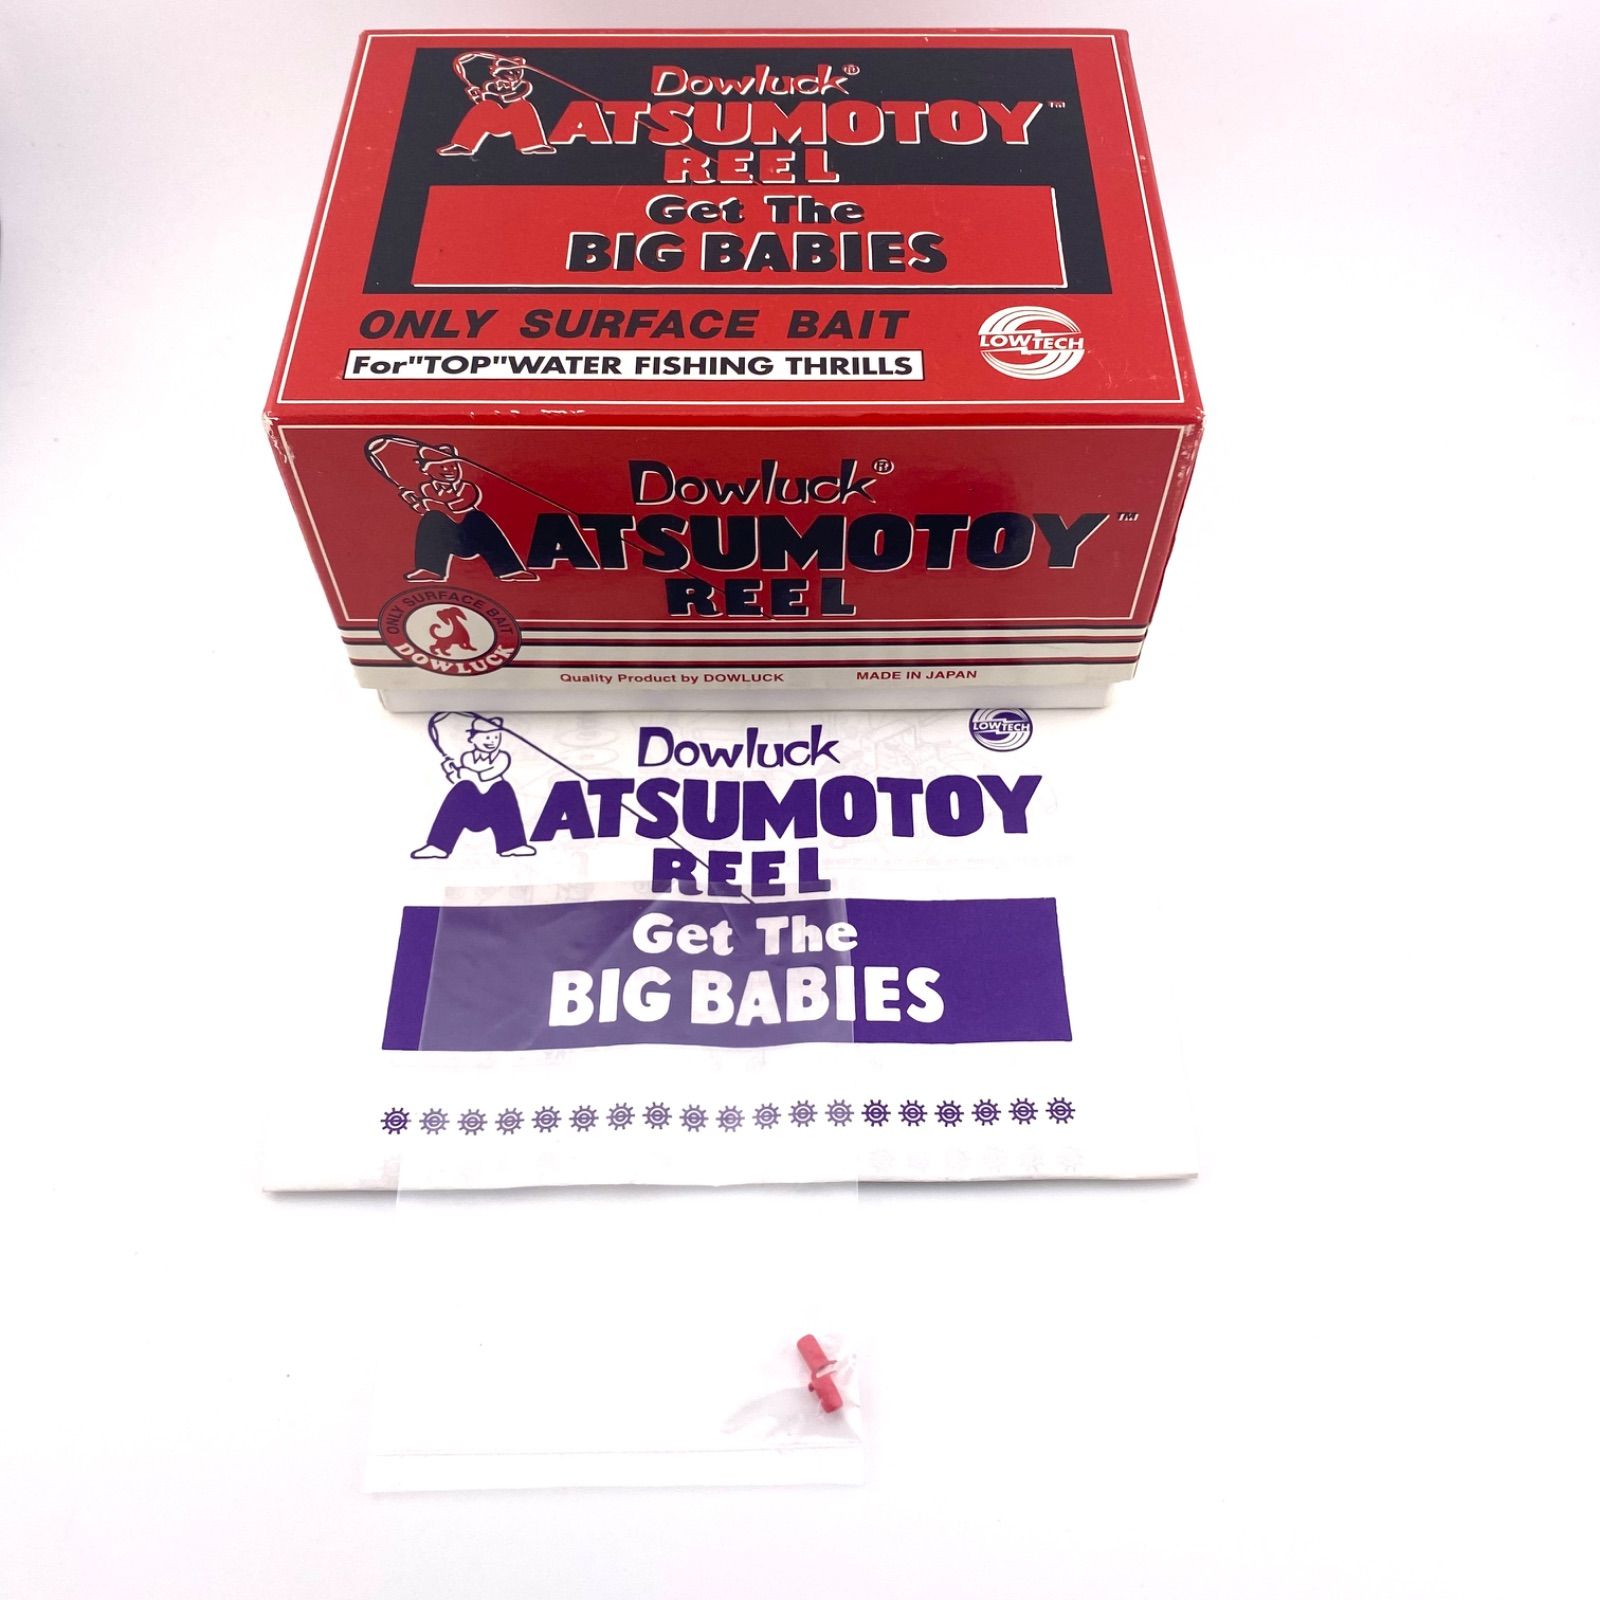 Dowluck®
MATSUMOTOY™
REEL
Get The
BIG BABIES
ONLY SURFACE BAIT
For"TOP"WATER FISHING THRILLS
LOWTECH
Dowluck®
MATSUMOTOY™
REEL
ONLY SURFACE BAIT
DOWLUCK
Quality Product by DOWLUCK
MADE IN JAPAN
LOWTECH
Dowluck
MATSUMOTOY
REEL
Get The
BIG BABIES